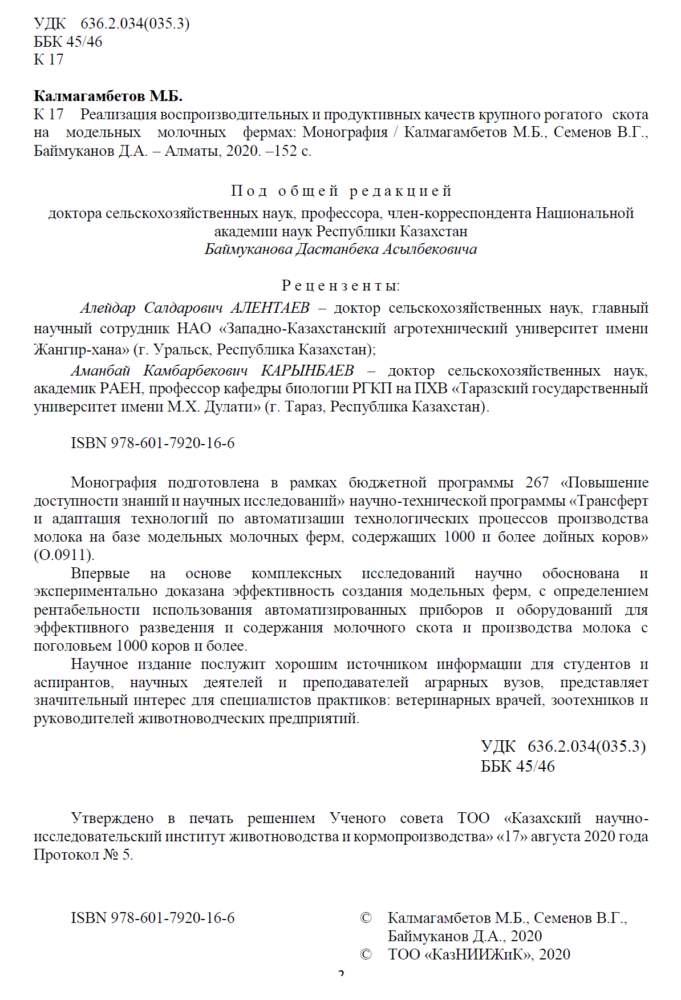 УДК 636.2.034(035.3)
ББК 45/46
К 17
Калмагамбетов М.Б.
К 17 Реализация воспроизводительных и продуктивных качеств крупного рогатого скота
на модельных молочных фермах: Монография / Калмагамбетов М.Б., Семенов В.Г.,
Баймуканов Д.А. – Алматы, 2020. –152 с.
П о д о б щ е й р е д а к ц и е й
доктора сельскохозяйственных наук, профессора, член-корреспондента Национальной
академии наук Республики Казахстан
Баймуканова Дастанбека Асылбековича
Р е ц е н з е н т ы:
Алейдар Салдарович АЛЕНТАЕВ – доктор сельскохозяйственных наук, главный
научный сотрудник НАО «Западно-Казахстанский агротехнический университет имени
Жангир-хана» (г. Уральск, Республика Казахстан);
Аманбай Камбарбекович КАРЫНБАЕВ – доктор сельскохозяйственных наук,
академик РАЕН, профессор кафедры биологии РГКП на ПХВ «Таразский государственный
университет имени М.Х. Дулати» (г. Тараз, Республика Казахстан).
ISBN 978-601-7920-16-6
Монография подготовлена в рамках бюджетной программы 267 «Повышение
доступности знаний и научных исследований» научно-технической программы «Трансферт
и адаптация технологий по автоматизации технологических процессов производства
молока на базе модельных молочных ферм, содержащих 1000 и более дойных коров»
(О.0911).
Впервые на основе комплексных исследований научно обоснована и
экспериментально доказана эффективность создания модельных ферм, с определением
рентабельности использования автоматизированных приборов и оборудований для
эффективного разведения и содержания молочного скота и производства молока с
поголовьем 1000 коров и более.
Научное издание послужит хорошим источником информации для студентов и
аспирантов, научных деятелей и преподавателей аграрных вузов, представляет
значительный интерес для специалистов практиков: ветеринарных врачей, зоотехников и
руководителей животноводческих предприятий.
УДК 636.2.034(035.3)
ББК 45/46
Утверждено в печать решением Ученого совета ТОО «Казахский научно-
исследовательский институт животноводства и кормопроизводства» «17» августа 2020 года
Протокол № 5.
ISBN 978-601-7920-16-6 © Калмагамбетов М.Б., Семенов В.Г.,
Баймуканов Д.А., 2020
© ТОО «КазНИИЖиК», 2020
2